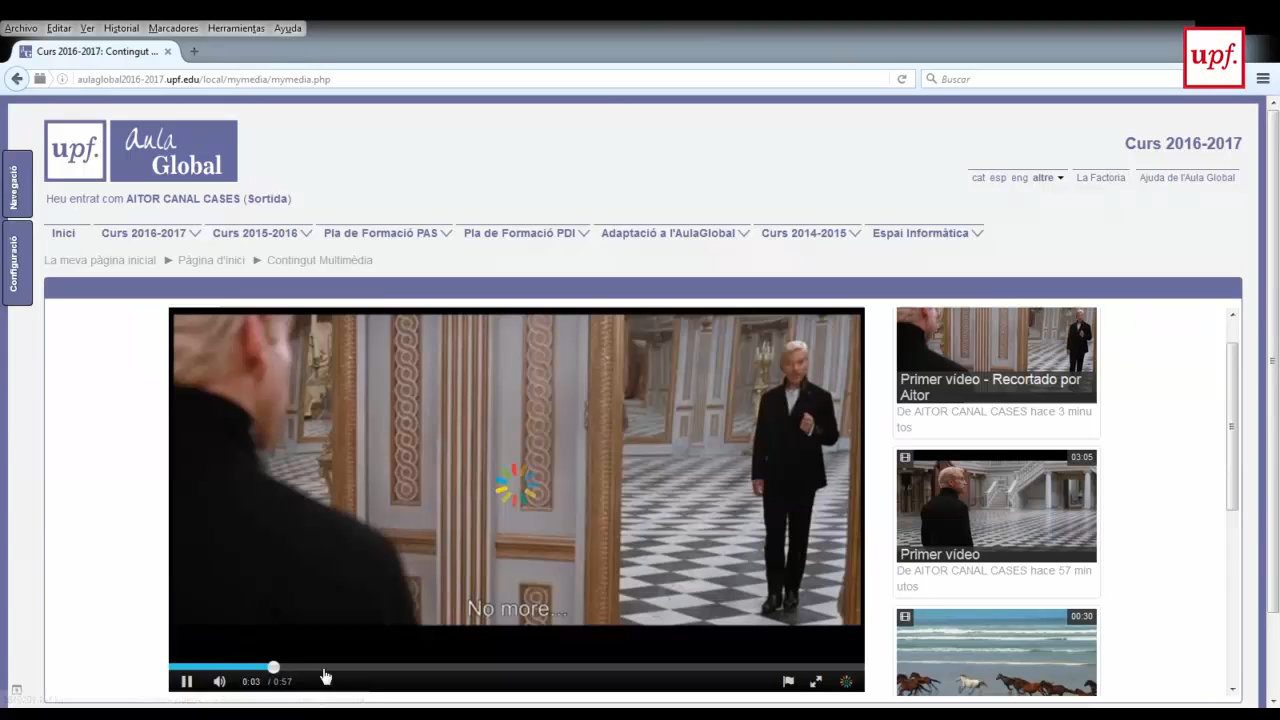 Archivo Editar Ver Historial Marcadores Herramientas Ayuda
Curs 2016-2017: Contingut ...
aulaglobal2016-2017.upf.edu/local/mymedia/mymedia.php
Buscar
upf.
upf.
Aula Global
Curs 2016-2017
cat esp eng altre La Factoria Ajuda de l'Aula Global
Navegació
Configuració
Heu entrat com AITOR CANAL CASES (Sortida)
Inici Curs 2016-2017 Curs 2015-2016 Pla de Formació PAS Pla de Formació PDI Adaptació a l'AulaGlobal Curs 2014-2015 Espai Informàtica
La meva pàgina inicial ► Pàgina d'inici ► Contingut Multimèdia
No more...
0:03 / 0:57
Primer vídeo - Recortado por
Aitor
De AITOR CANAL CASES hace 3 minu
tos
03:05
Primer vídeo
De AITOR CANAL CASES hace 57 min
utos
00:30